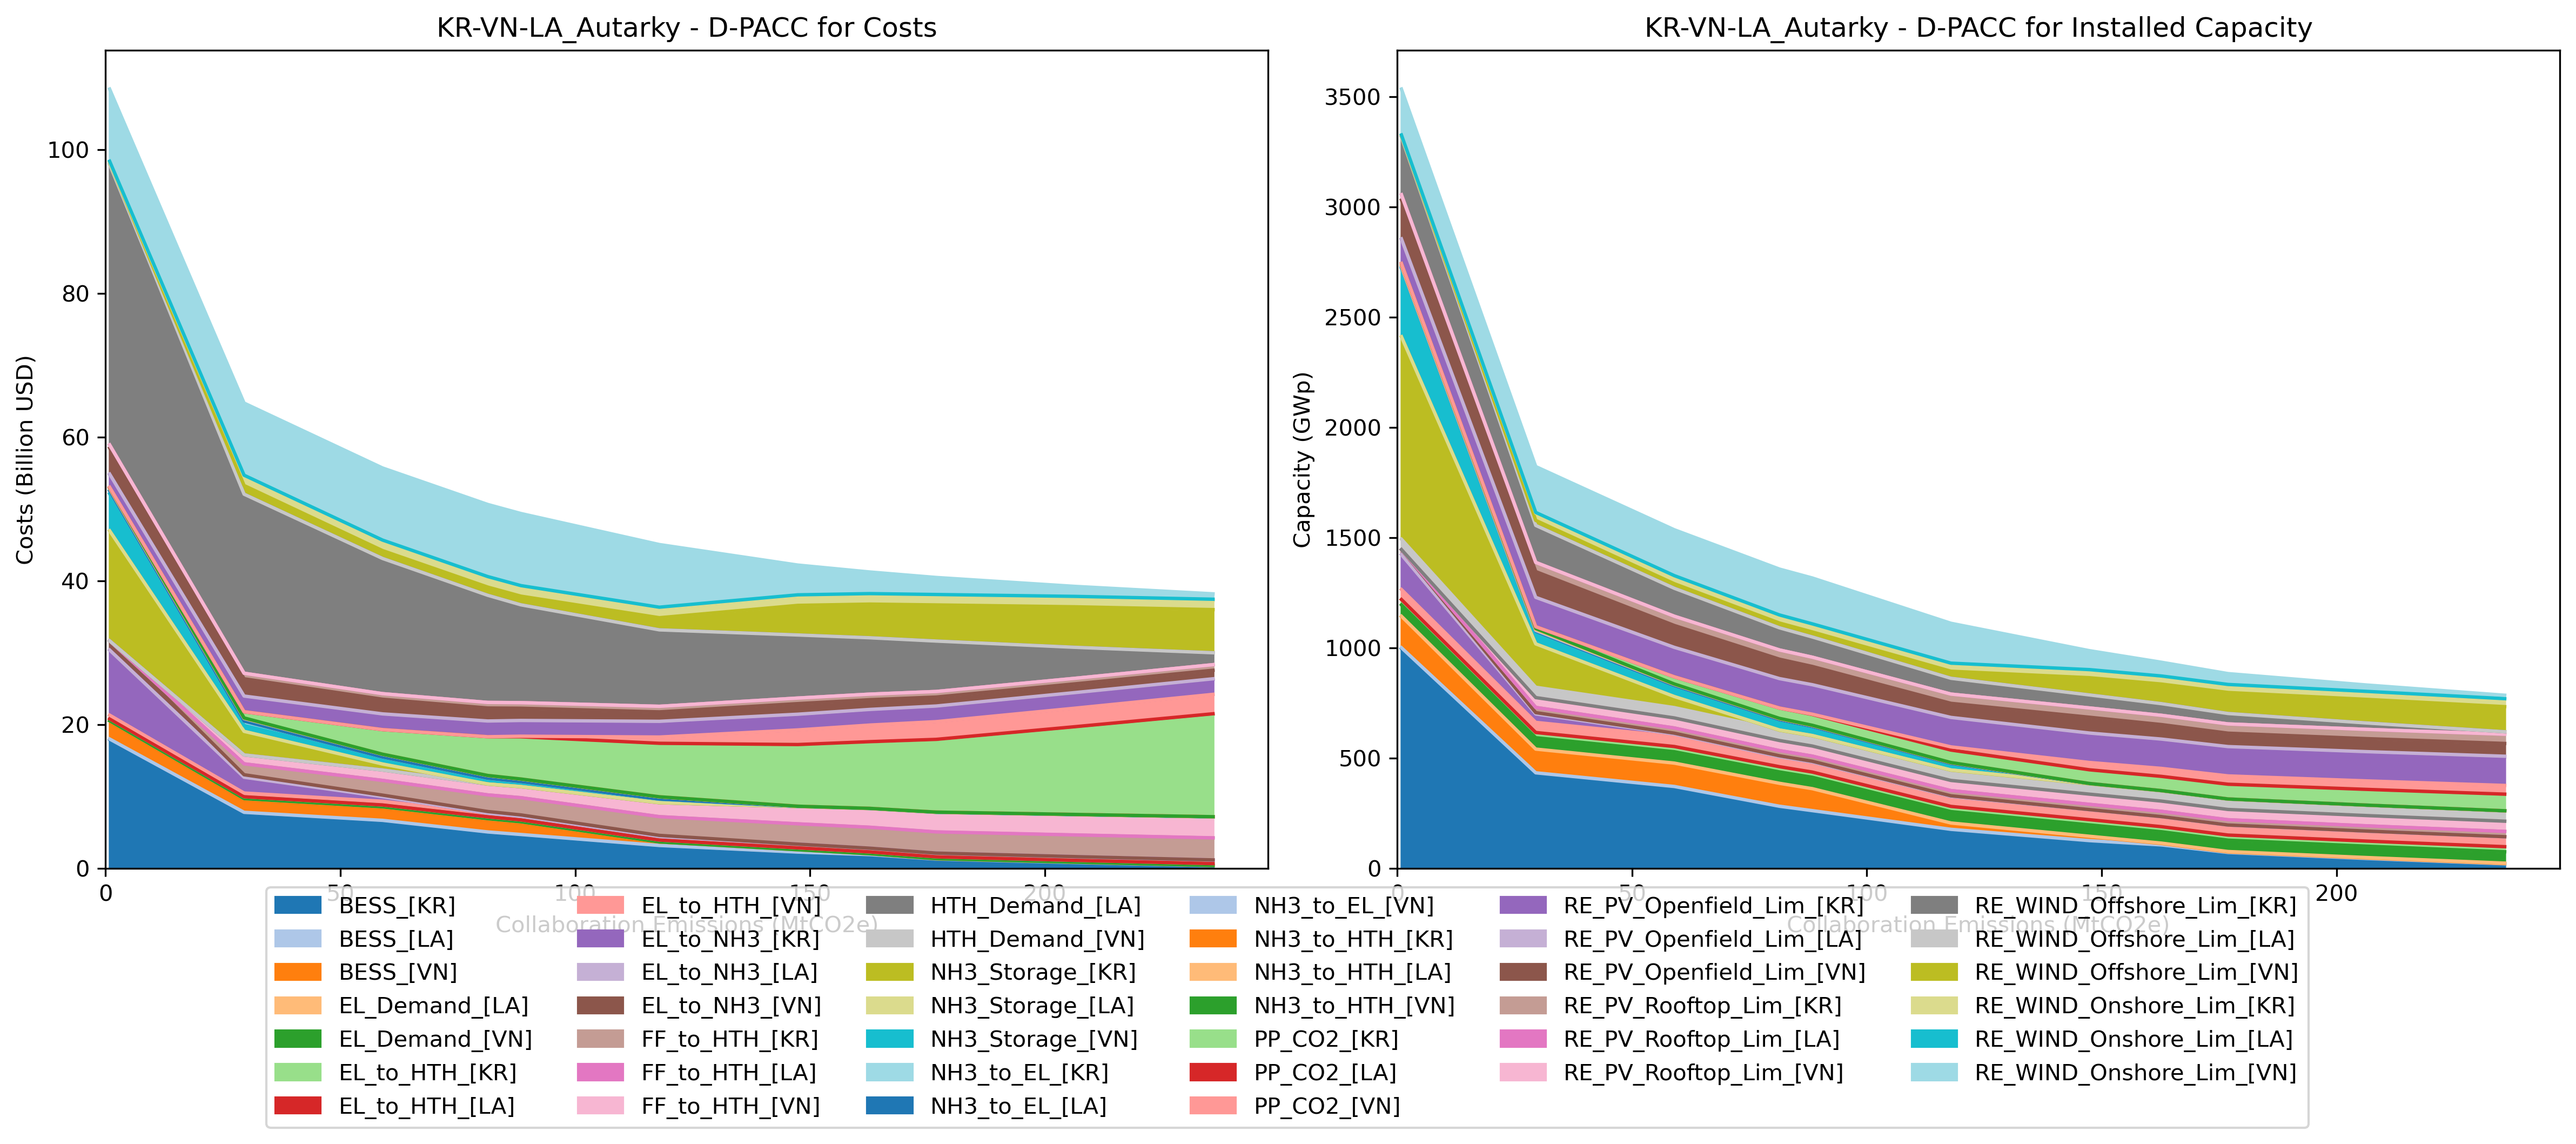 KR-VN-LA_Autarky - D-PACC for Costs
100
80
60
40
20
0
Costs (Billion USD)
0 50 100 150 200
Collaboration Emissions (MtCO2e)
KR-VN-LA_Autarky - D-PACC for Installed Capacity
3500
3000
2500
2000
1500
1000
500
0
Capacity (GWp)
0 50 100 150 200
Collaboration Emissions (MtCO2e)
BESS_[KR]
BESS_[LA]
BESS_[VN]
EL_Demand_[LA]
EL_Demand_[VN]
EL_to_HTH_[KR]
EL_to_HTH_[LA]
EL_to_HTH_[VN]
EL_to_NH3_[KR]
EL_to_NH3_[LA]
EL_to_NH3_[VN]
FF_to_HTH_[KR]
FF_to_HTH_[LA]
FF_to_HTH_[VN]
HTH_Demand_[LA]
HTH_Demand_[VN]
NH3_Storage_[KR]
NH3_Storage_[LA]
NH3_Storage_[VN]
NH3_to_EL_[KR]
NH3_to_EL_[LA]
NH3_to_EL_[VN]
NH3_to_HTH_[KR]
NH3_to_HTH_[LA]
NH3_to_HTH_[VN]
PP_CO2_[KR]
PP_CO2_[LA]
PP_CO2_[VN]
RE_PV_Openfield_Lim_[KR]
RE_PV_Openfield_Lim_[LA]
RE_PV_Openfield_Lim_[VN]
RE_PV_Rooftop_Lim_[KR]
RE_PV_Rooftop_Lim_[LA]
RE_PV_Rooftop_Lim_[VN]
RE_WIND_Offshore_Lim_[KR]
RE_WIND_Offshore_Lim_[LA]
RE_WIND_Offshore_Lim_[VN]
RE_WIND_Onshore_Lim_[KR]
RE_WIND_Onshore_Lim_[LA]
RE_WIND_Onshore_Lim_[VN]